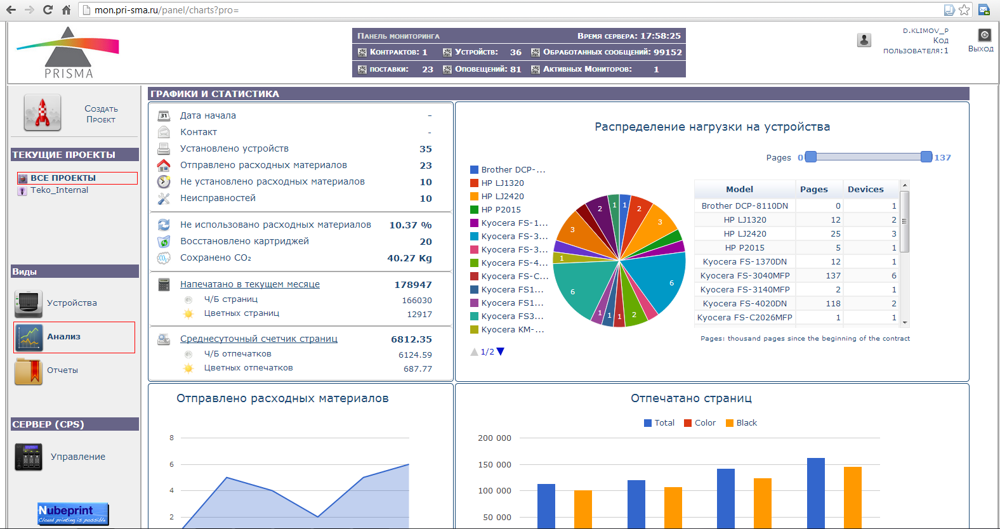 mon.pri-sma.ru/panel/charts?pro=
PRISMA
Панель мониторинга Время сервера: 17:58:25
Контрактов: 1 Устройств: 36 Обработанных сообщений: 99152
поставки: 23 Оповещений: 81 Активных Мониторов: 1
D.KLIMOV_P
Код
пользователя:1
Выход
Создать
Проект
ТЕКУЩИЕ ПРОЕКТЫ
ВСЕ ПРОЕКТЫ
Teko_Internal
Виды
Устройства
Анализ
Отчеты
СЕРВЕР (CPS)
Управление
Nubeprint
Cloud printing is possible
ГРАФИКИ И СТАТИСТИКА
31 Дата начала -
Контакт -
Установлено устройств 35
Отправлено расходных материалов 23
Не установлено расходных материалов 10
Неисправностей 10
Не использовано расходных материалов 10.37 %
Восстановлено картриджей 20
CO₂ Сохранено CO₂ 40.27 Kg
Напечатано в текущем месяце 178947
Ч/Б страниц 166030
Цветных страниц 12917
Среднесуточный счетчик страниц 6812.35
Ч/Б отпечатков 6124.59
Цветных отпечатков 687.77
Распределение нагрузки на устройства
Pages 0 137
Brother DCP-...
HP LJ1320
HP LJ2420
HP P2015
Kyocera FS-1...
Kyocera FS-3...
Kyocera FS-3...
Kyocera FS-4...
Kyocera FS-C...
Kyocera FS1...
Kyocera FS1...
Kyocera FS3...
Kyocera KM-...
1/2
1
2
3
6
2
1
1
1
6
1
3
2
1
Model Pages Devices
Brother DCP-8110DN 0 1
HP LJ1320 12 2
HP LJ2420 25 3
HP P2015 5 1
Kyocera FS-1370DN 12 1
Kyocera FS-3040MFP 137 6
Kyocera FS-3140MFP 2 1
Kyocera FS-4020DN 118 2
Kyocera FS-C2026MFP 1 1
Pages: thousand pages since the beginning of the contract
Отправлено расходных материалов
8
6
4
2
Отпечатано страниц
Total Color Black
200 000
150 000
100 000
50 000